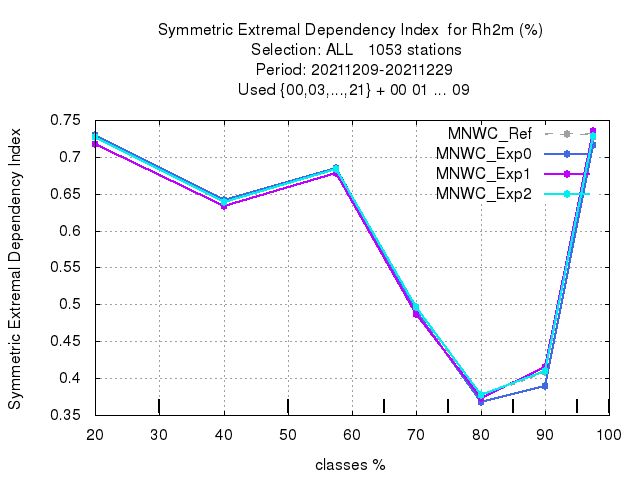 Symmetric Extremal Dependency Index  for Rh2m (%)
Selection: ALL   1053 stations
Period: 20211209-20211229
Used {00,03,...,21} + 00 01 ... 09
Symmetric Extremal Dependency Index
0.75
0.7
0.65
0.6
0.55
0.5
0.45
0.4
0.35
MNWC_Ref
MNWC_Exp0
MNWC_Exp1
MNWC_Exp2
20 30 40 50 60 70 80 90 100
classes %